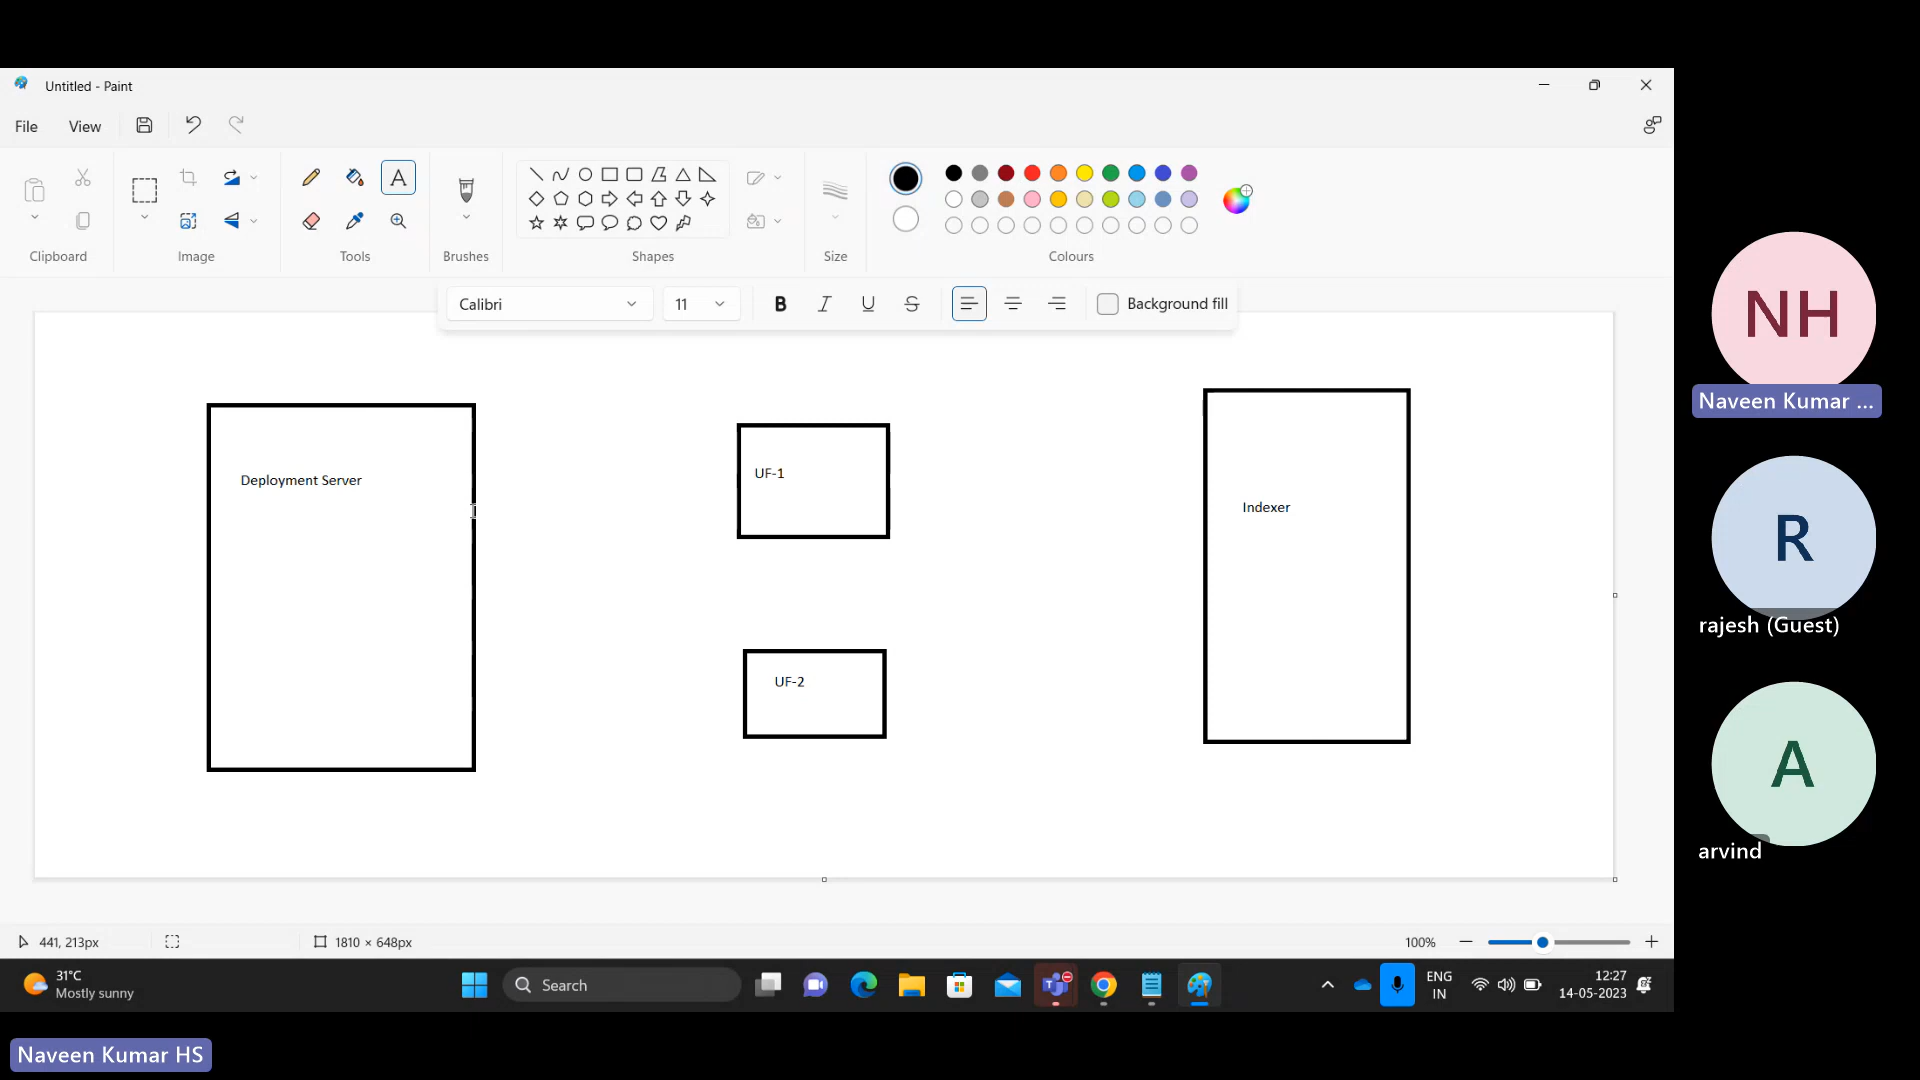 Untitled - Paint
File View
Clipboard
Image
Tools
Brushes
Shapes
Size
Colours
A
Calibri
11
B I U S
Background fill
Deployment Server
UF-1
UF-2
Indexer
441, 213px
1810 × 648px
100%
31°C
Mostly sunny
Search
ENG
IN
12:27
14-05-2023
NH
Naveen Kumar ...
R
rajesh (Guest)
A
arvind
Naveen Kumar HS